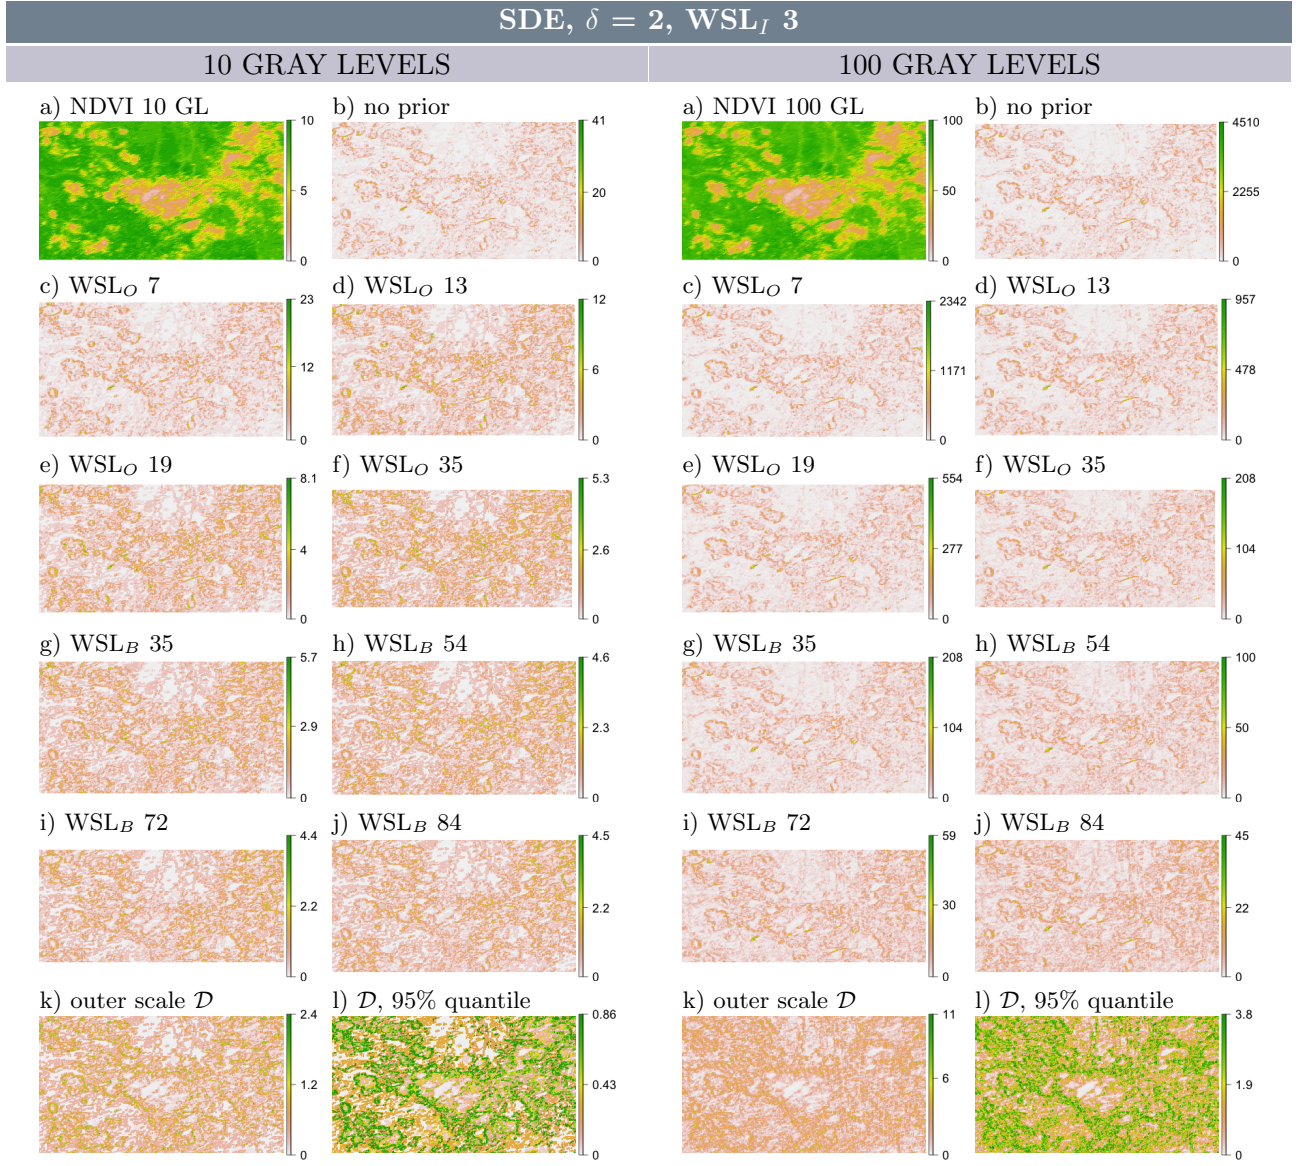 SDE, δ = 2, WSL_I 3
10 GRAY LEVELS
100 GRAY LEVELS
a) NDVI 10 GL
10
5
0
b) no prior
41
20
0
a) NDVI 100 GL
100
50
0
b) no prior
4510
2255
0
c) WSL_O 7
23
12
0
d) WSL_O 13
12
6
0
c) WSL_O 7
2342
1171
0
d) WSL_O 13
957
478
0
e) WSL_O 19
8.1
4
0
f) WSL_O 35
5.3
2.6
0
e) WSL_O 19
554
277
0
f) WSL_O 35
208
104
0
g) WSL_B 35
5.7
2.9
0
h) WSL_B 54
4.6
2.3
0
g) WSL_B 35
208
104
0
h) WSL_B 54
100
50
0
i) WSL_B 72
4.4
2.2
0
j) WSL_B 84
4.5
2.2
0
i) WSL_B 72
59
30
0
j) WSL_B 84
45
22
0
k) outer scale 𝒟
2.4
1.2
0
l) 𝒟, 95% quantile
0.86
0.43
0
k) outer scale 𝒟
11
6
0
l) 𝒟, 95% quantile
3.8
1.9
0